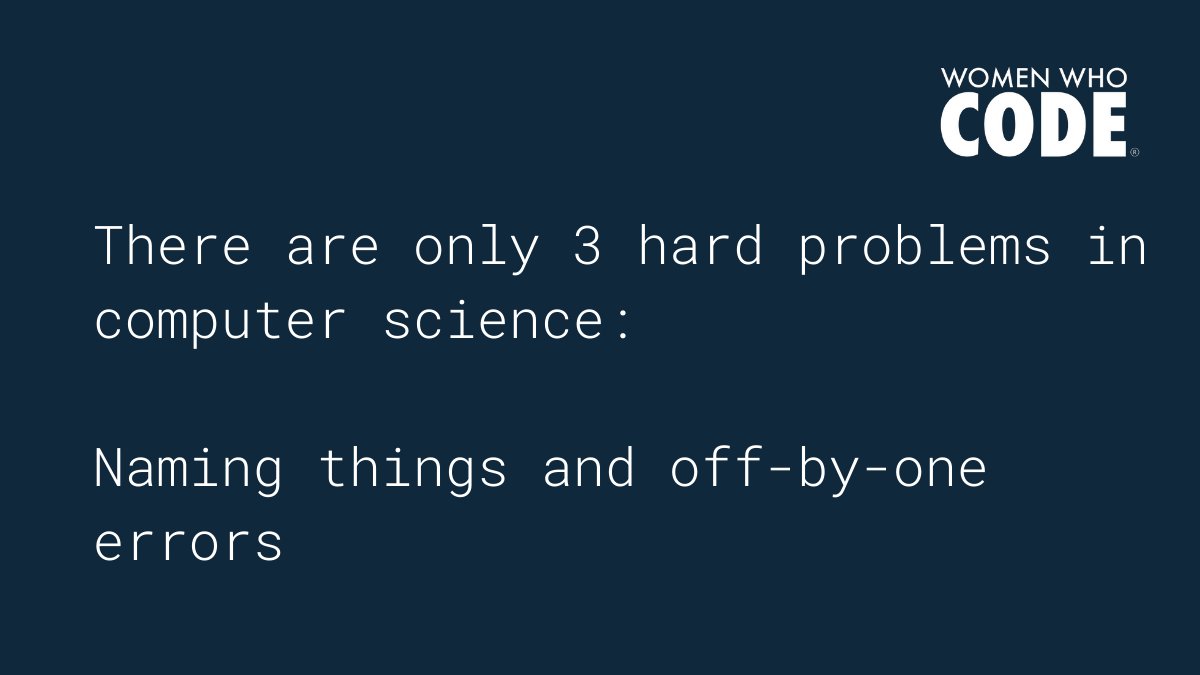 WOMEN WHO
CODE®
There are only 3 hard problems in
computer science:
Naming things and off-by-one
errors